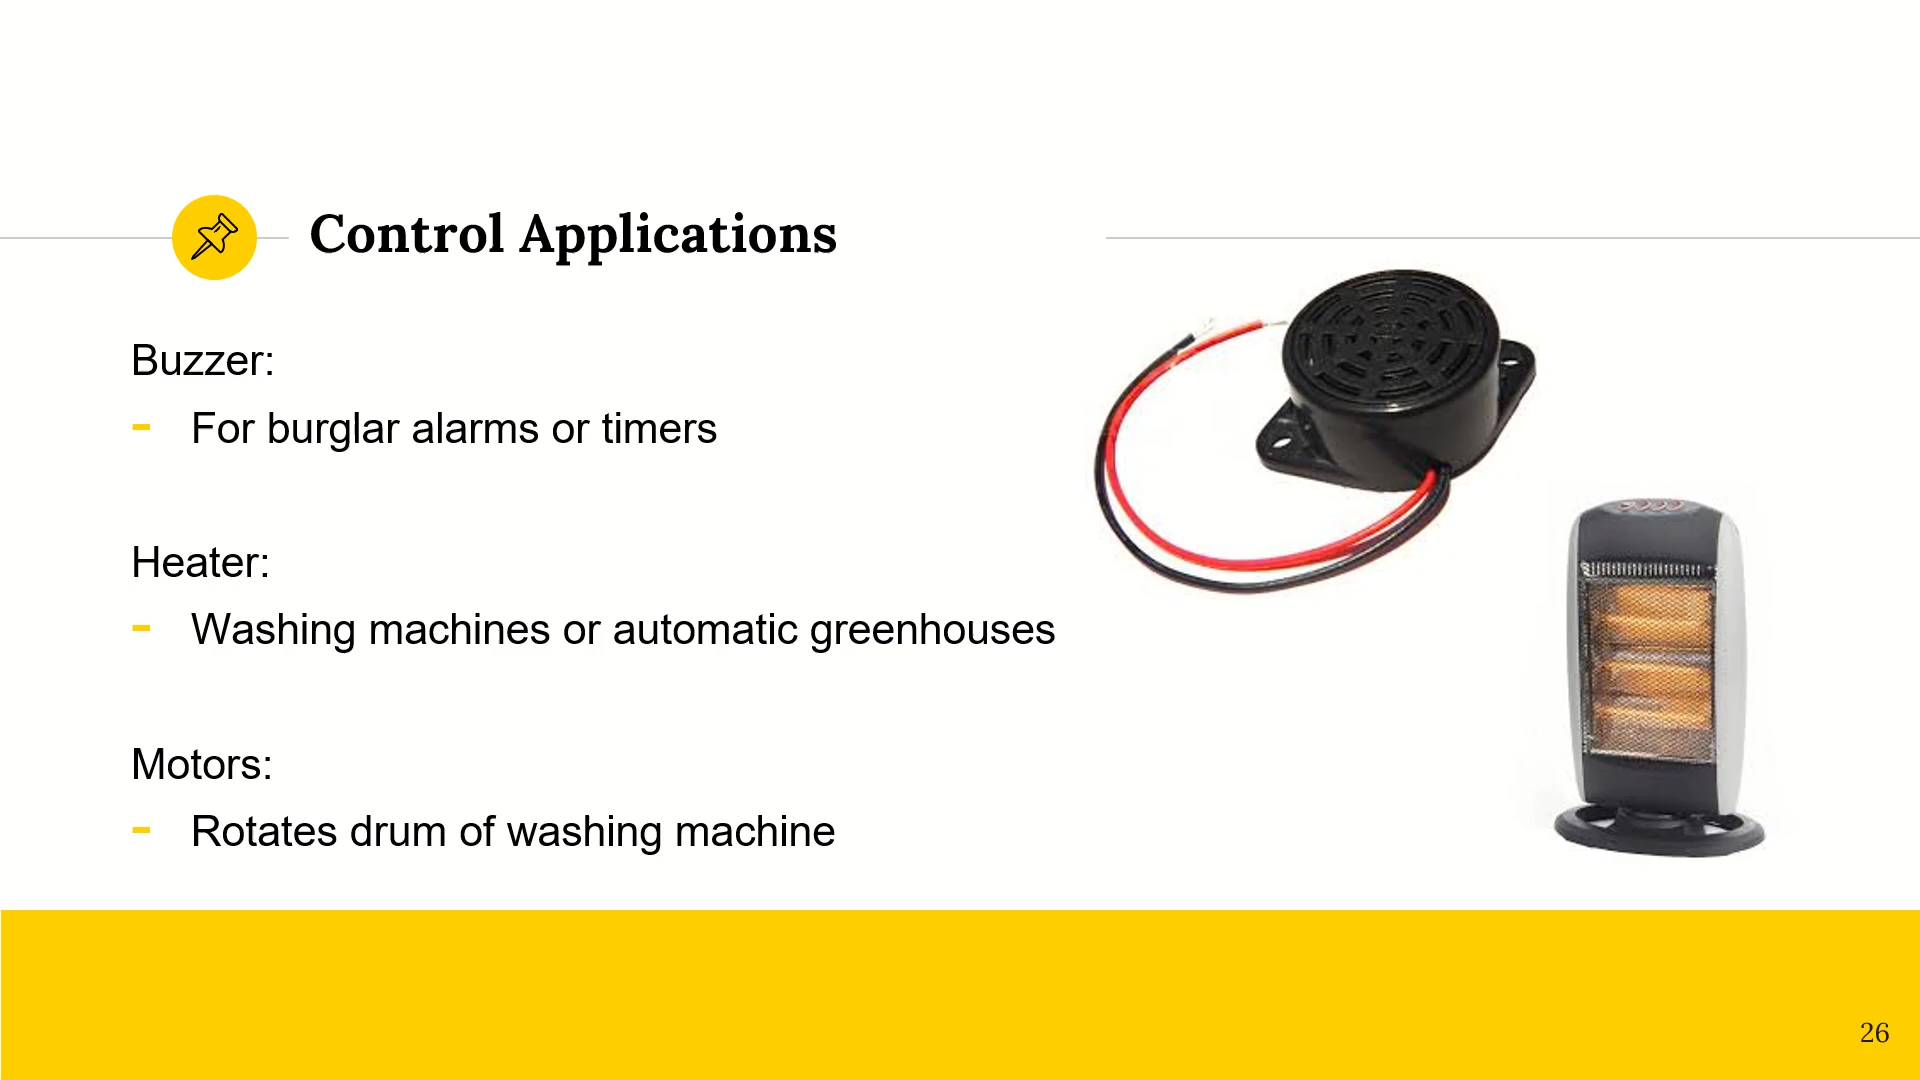 Control Applications
Buzzer:
- For burglar alarms or timers
Heater:
- Washing machines or automatic greenhouses
Motors:
- Rotates drum of washing machine
26